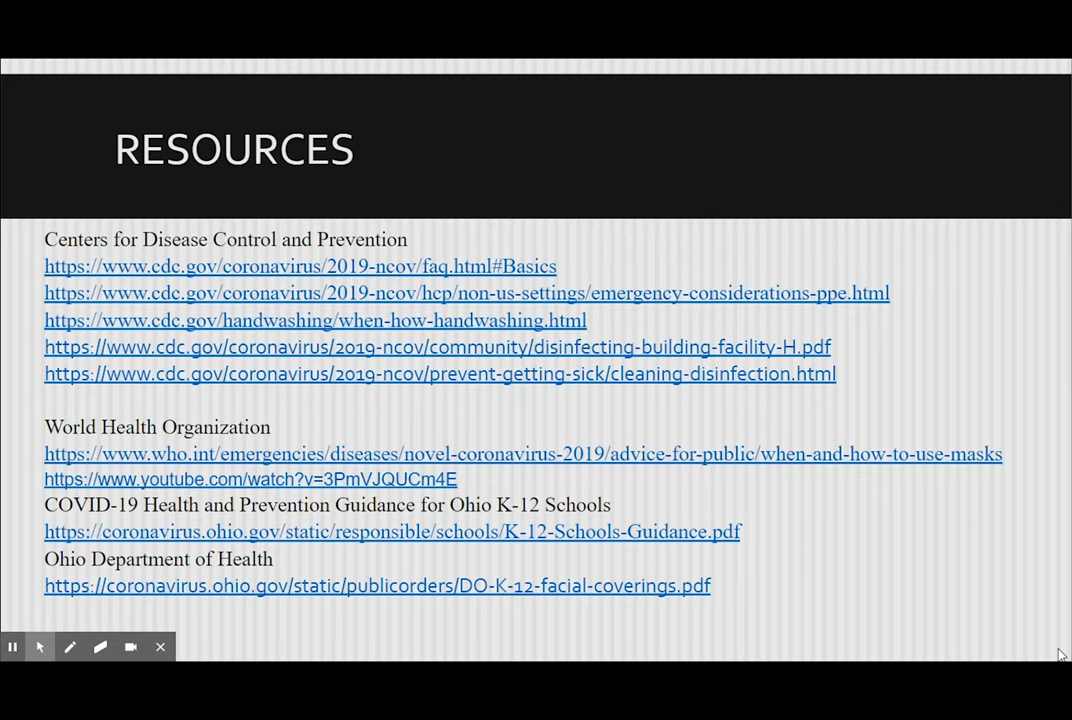 RESOURCES
Centers for Disease Control and Prevention
https://www.cdc.gov/coronavirus/2019-ncov/faq.html#Basics
https://www.cdc.gov/coronavirus/2019-ncov/hcp/non-us-settings/emergency-considerations-ppe.html
https://www.cdc.gov/handwashing/when-how-handwashing.html
https://www.cdc.gov/coronavirus/2019-ncov/community/disinfecting-building-facility-H.pdf
https://www.cdc.gov/coronavirus/2019-ncov/prevent-getting-sick/cleaning-disinfection.html
World Health Organization
https://www.who.int/emergencies/diseases/novel-coronavirus-2019/advice-for-public/when-and-how-to-use-masks
https://www.youtube.com/watch?v=3PmVJQUCm4E
COVID-19 Health and Prevention Guidance for Ohio K-12 Schools
https://coronavirus.ohio.gov/static/responsible/schools/K-12-Schools-Guidance.pdf
Ohio Department of Health
https://coronavirus.ohio.gov/static/publicorders/DO-K-12-facial-coverings.pdf